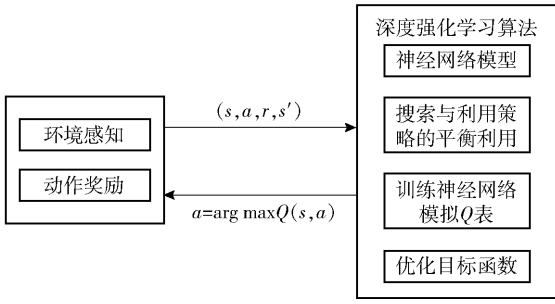 环境感知
动作奖励
(s,a,r,s′)
a=arg maxQ(s,a)
深度强化学习算法
神经网络模型
搜索与利用策
略的平衡利用
训练神经网络
模拟Q表
优化目标函数